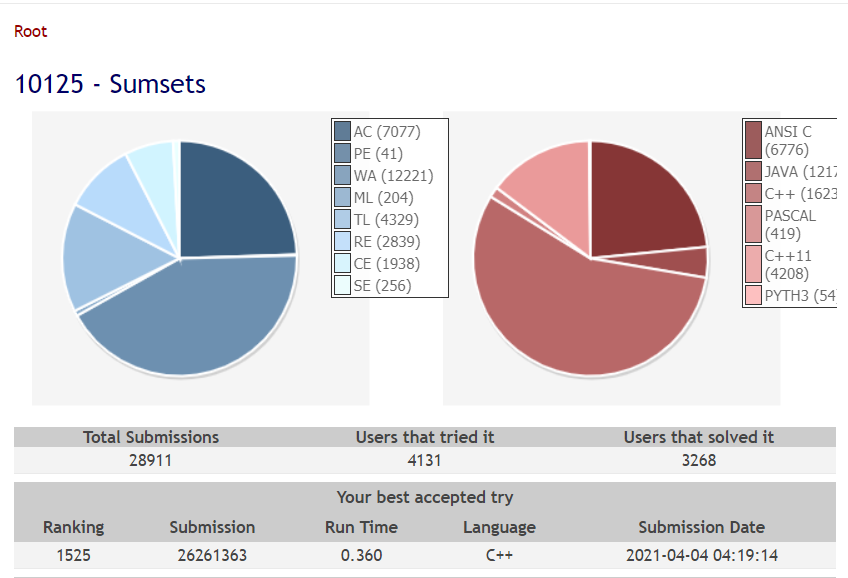 Root
10125 - Sumsets
AC (7077)
PE (41)
WA (12221)
ML (204)
TL (4329)
RE (2839)
CE (1938)
SE (256)
ANSI C
(6776)
JAVA (1217
C++ (1623
PASCAL
(419)
C++11
(4208)
PYTH3 (54
Total Submissions Users that tried it Users that solved it
28911 4131 3268
Your best accepted try
Ranking Submission Run Time Language Submission Date
1525 26261363 0.360 C++ 2021-04-04 04:19:14